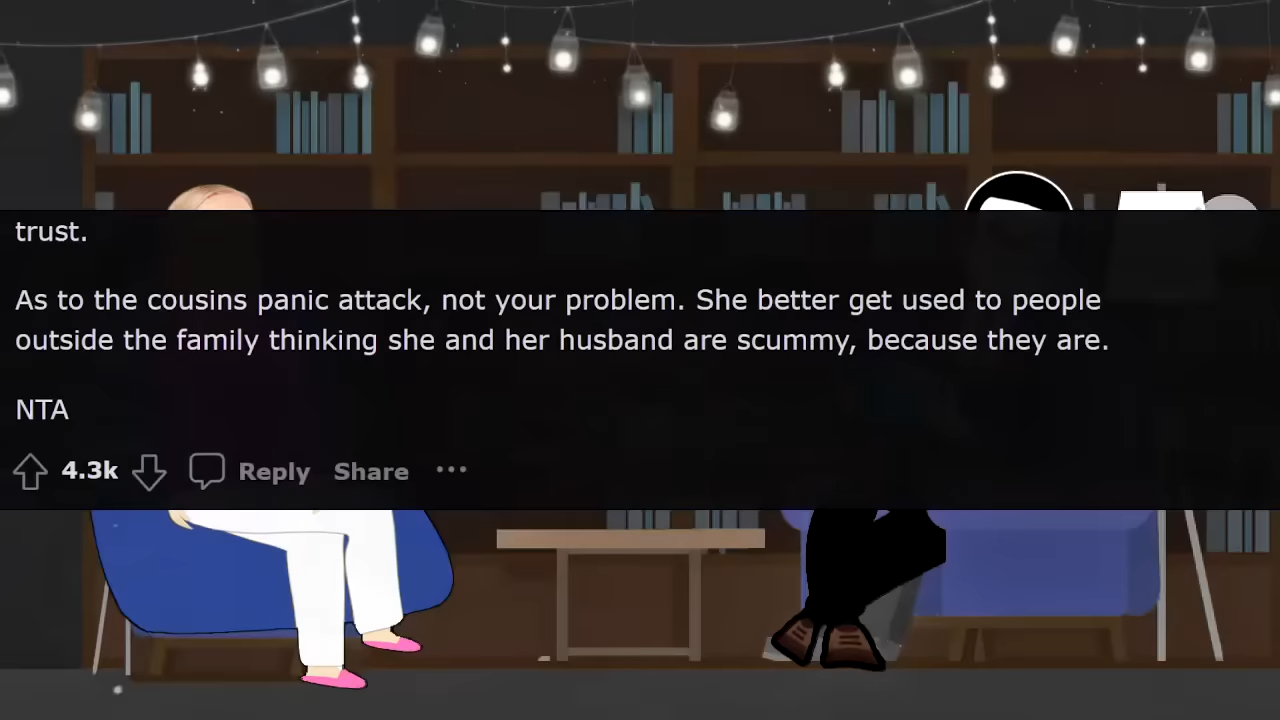 trust.
As to the cousins panic attack, not your problem. She better get used to people
outside the family thinking she and her husband are scummy, because they are.
NTA
4.3k Reply Share